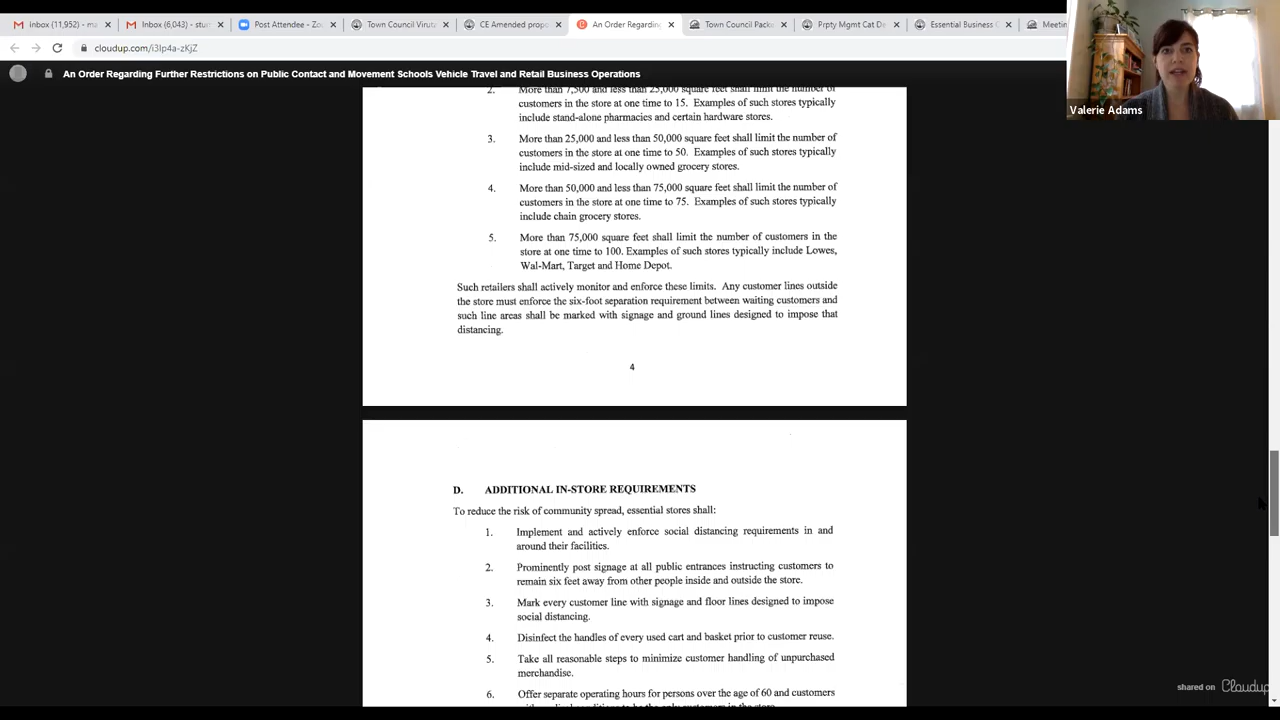 Inbox (11,952) - m
Inbox (6,043) - sturn
Post Attendee - Zo
Town Council Virut
CE Amended propo
An Order Regarding
Town Council Pack
Prpty Mgmt Cat De
Essential Business
Meetin
cloudup.com/i3Ip4a-zKjZ
An Order Regarding Further Restrictions on Public Contact and Movement Schools Vehicle Travel and Retail Business Operations
Valerie Adams
2. More than 7,500 and less than 25,000 square feet shall limit the number of
customers in the store at one time to 15. Examples of such stores typically
include stand-alone pharmacies and certain hardware stores.
3. More than 25,000 and less than 50,000 square feet shall limit the number of
customers in the store at one time to 50. Examples of such stores typically
include mid-sized and locally owned grocery stores.
4. More than 50,000 and less than 75,000 square feet shall limit the number of
customers in the store at one time to 75. Examples of such stores typically
include chain grocery stores.
5. More than 75,000 square feet shall limit the number of customers in the
store at one time to 100. Examples of such stores typically include Lowes,
Wal-Mart, Target and Home Depot.
Such retailers shall actively monitor and enforce these limits. Any customer lines outside
the store must enforce the six-foot separation requirement between waiting customers and
such line areas shall be marked with signage and ground lines designed to impose that
distancing.
4
D. ADDITIONAL IN-STORE REQUIREMENTS
To reduce the risk of community spread, essential stores shall:
1. Implement and actively enforce social distancing requirements in and
around their facilities.
2. Prominently post signage at all public entrances instructing customers to
remain six feet away from other people inside and outside the store.
3. Mark every customer line with signage and floor lines designed to impose
social distancing.
4. Disinfect the handles of every used cart and basket prior to customer reuse.
5. Take all reasonable steps to minimize customer handling of unpurchased
merchandise.
6. Offer separate operating hours for persons over the age of 60 and customers
shared on Cloudup